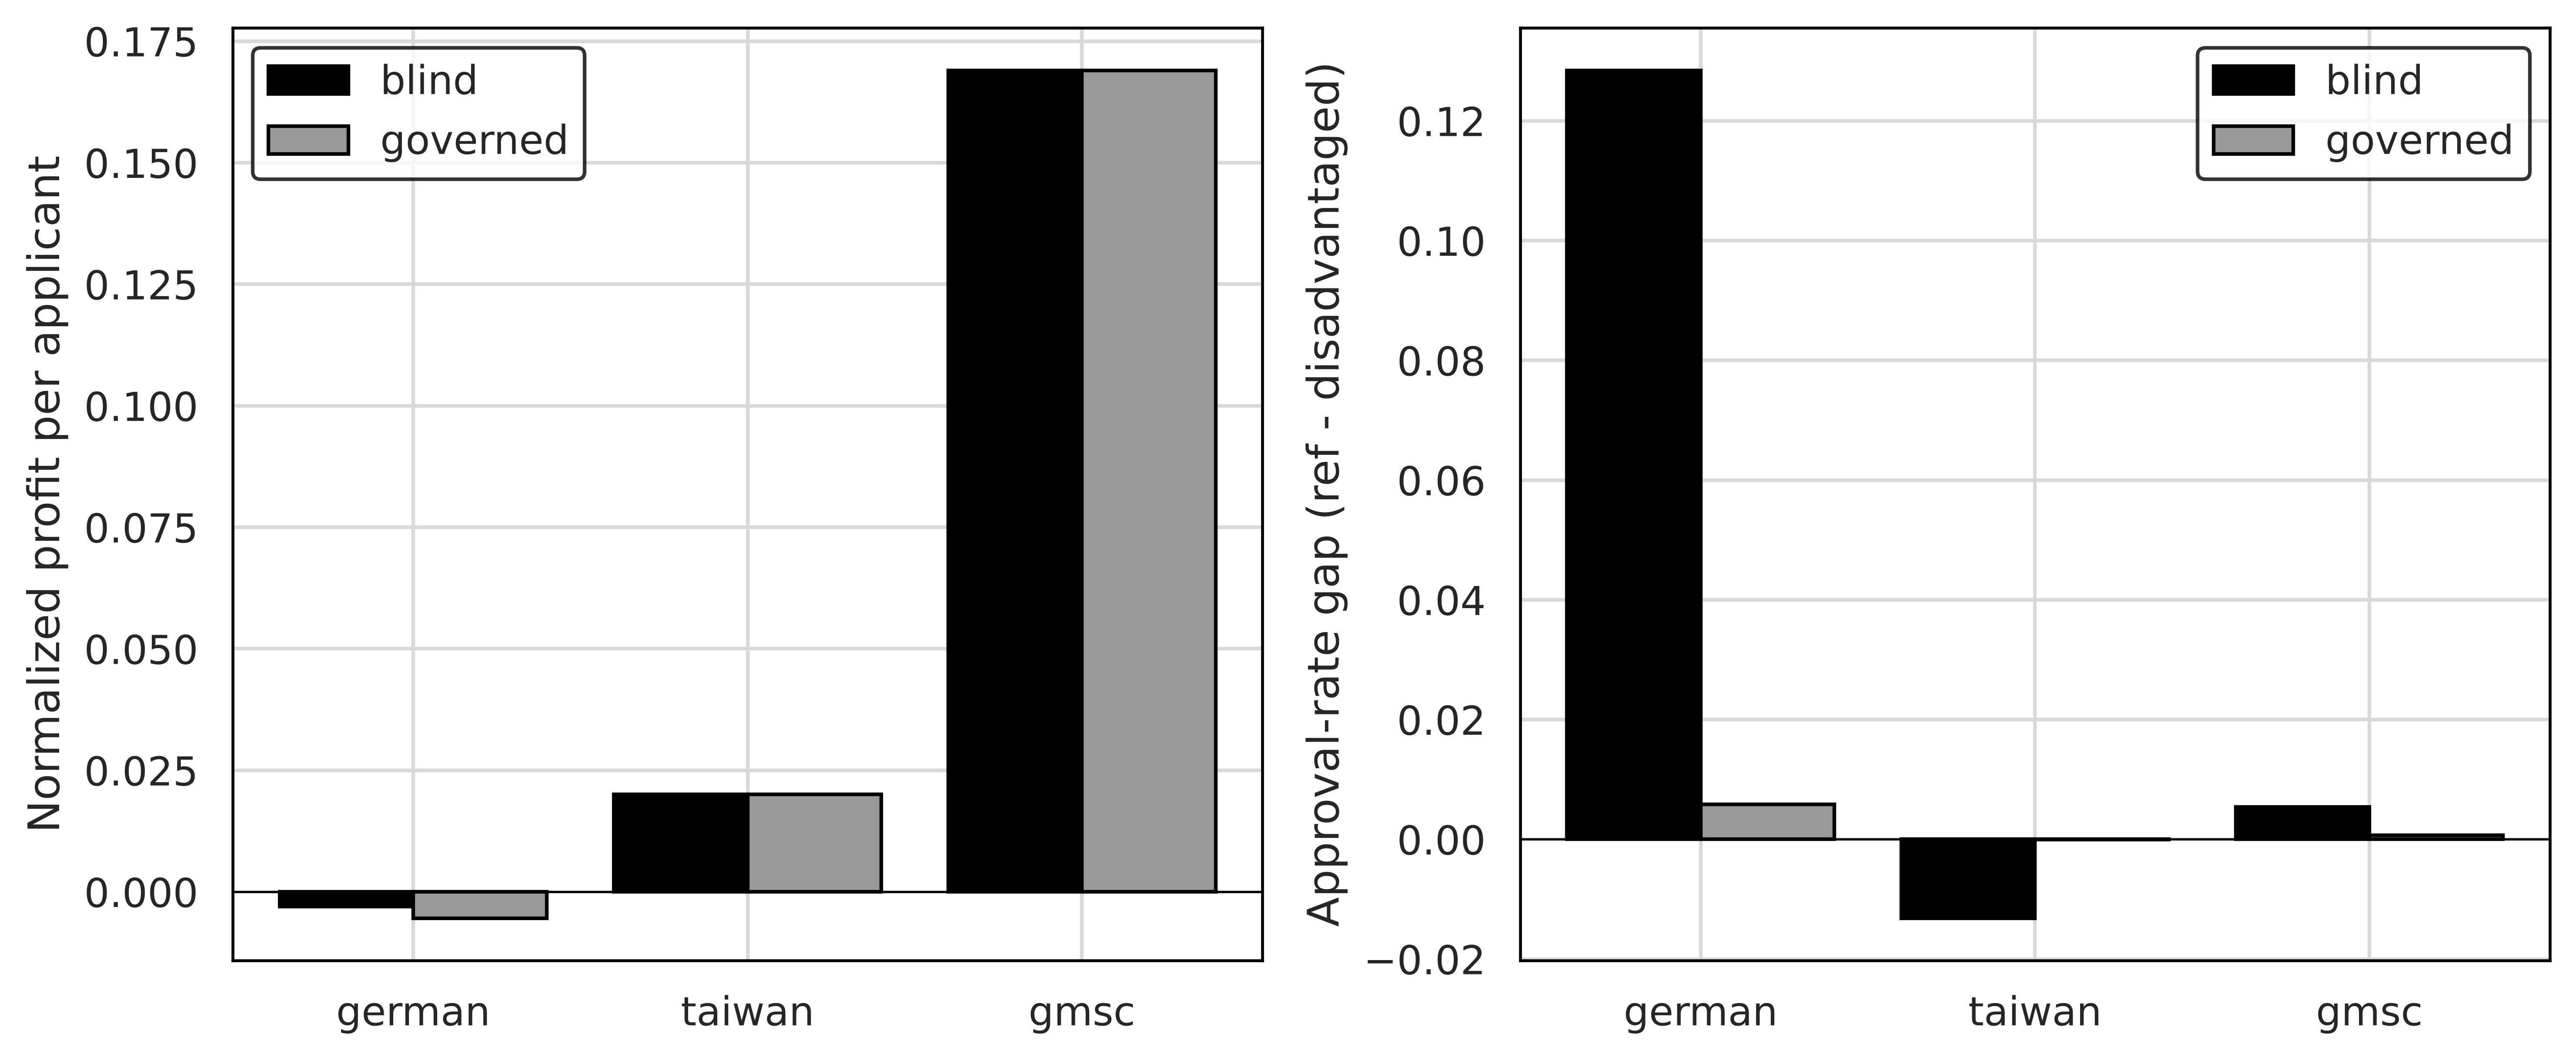 Normalized profit per applicant
0.175
0.150
0.125
0.100
0.075
0.050
0.025
0.000
blind
governed
german
taiwan
gmsc
Approval-rate gap (ref - disadvantaged)
0.12
0.10
0.08
0.06
0.04
0.02
0.00
−0.02
blind
governed
german
taiwan
gmsc